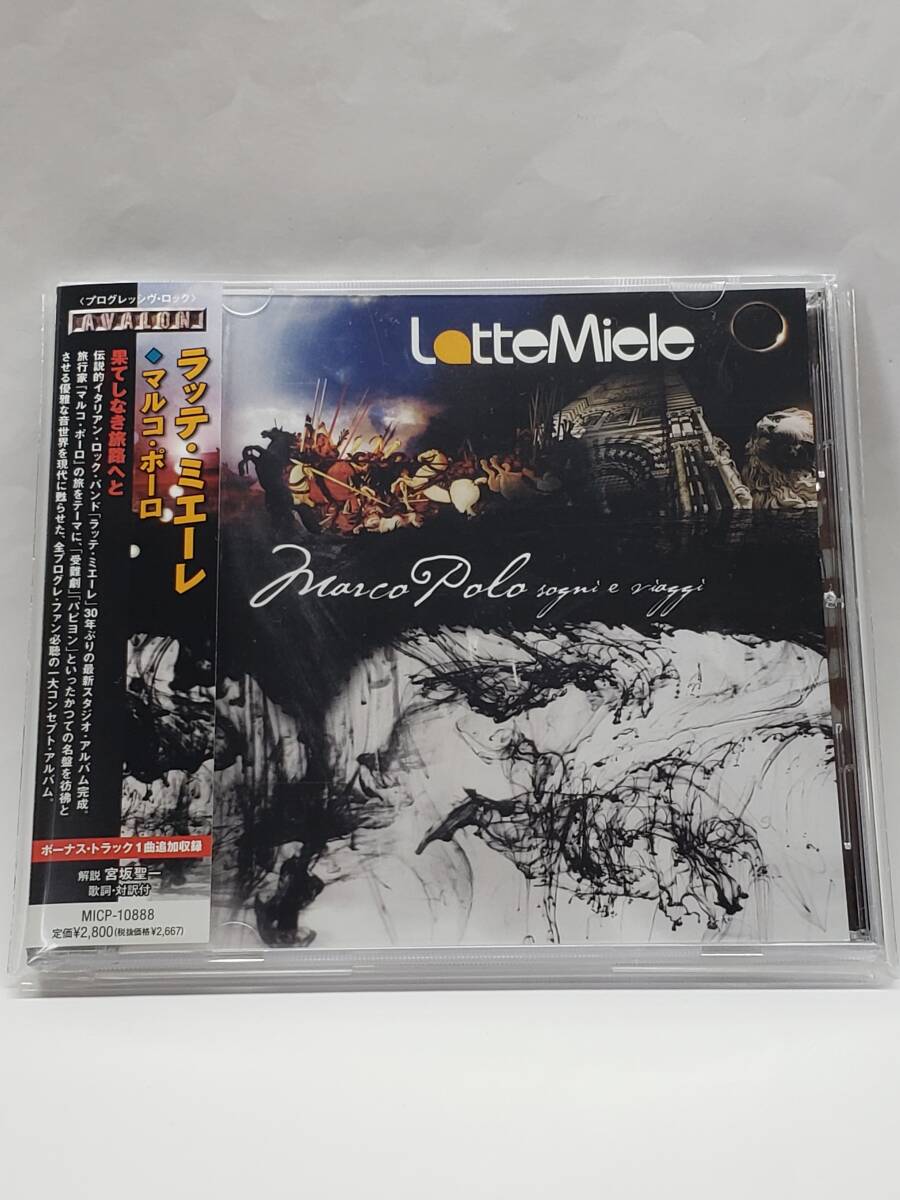 〈プログレッシヴ・ロック〉
AVALON
ラッテ・ミエーレ
◆マルコ・ポーロ
果てしなき旅路へと
伝説的イタリアン・ロック・バンド「ラッテ・ミエーレ」30年ぶりの最新スタジオ・アルバム完成。
旅行家「マルコ・ポーロ」の旅をテーマに、「受難劇」「パピヨン」といったかつての名盤を彷彿と
させる優雅な音世界を現代に甦らせた、全プログレ・ファン必聴の一大コンセプト・アルバム。
ボーナス・トラック1曲追加収録
解説 宮坂聖一
歌詞・対訳付
MICP-10888
定価¥2,800(税抜価格¥2,667)
LatteMiele
Marco Polo sogni e viaggi